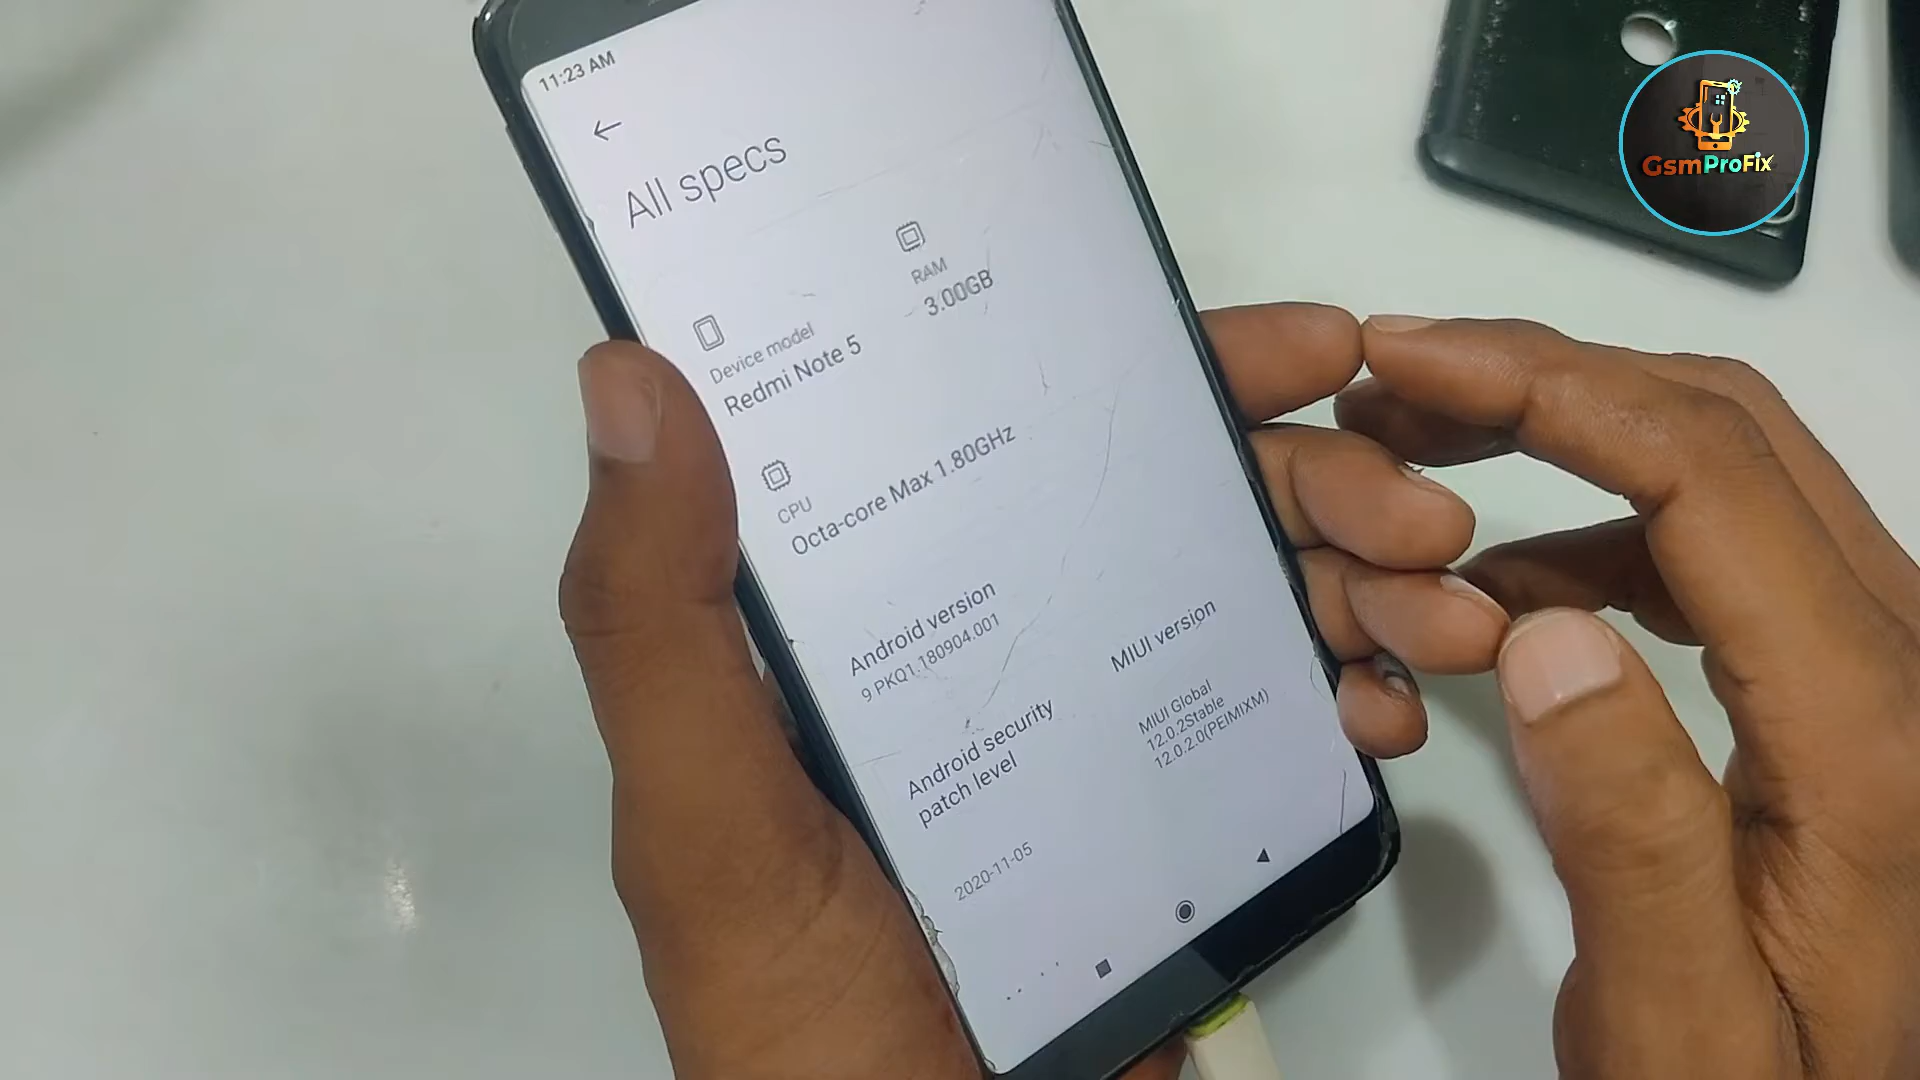 11:23 AM
All specs
RAM
3.00GB
Device model
Redmi Note 5
CPU
Octa-core Max 1.80GHz
Android version
9 PKQ1.180904.001
MIUI version
MIUI Global
12.0.2Stable
12.0.2.0(PEIMIXM)
Android security
patch level
2020-11-05
GsmProFix